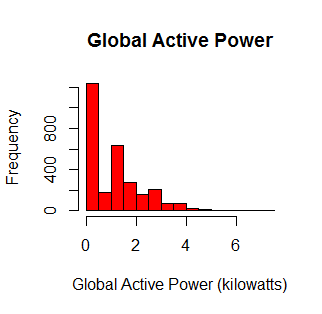 Global Active Power
Frequency
800
400
0
0 2 4 6
Global Active Power (kilowatts)